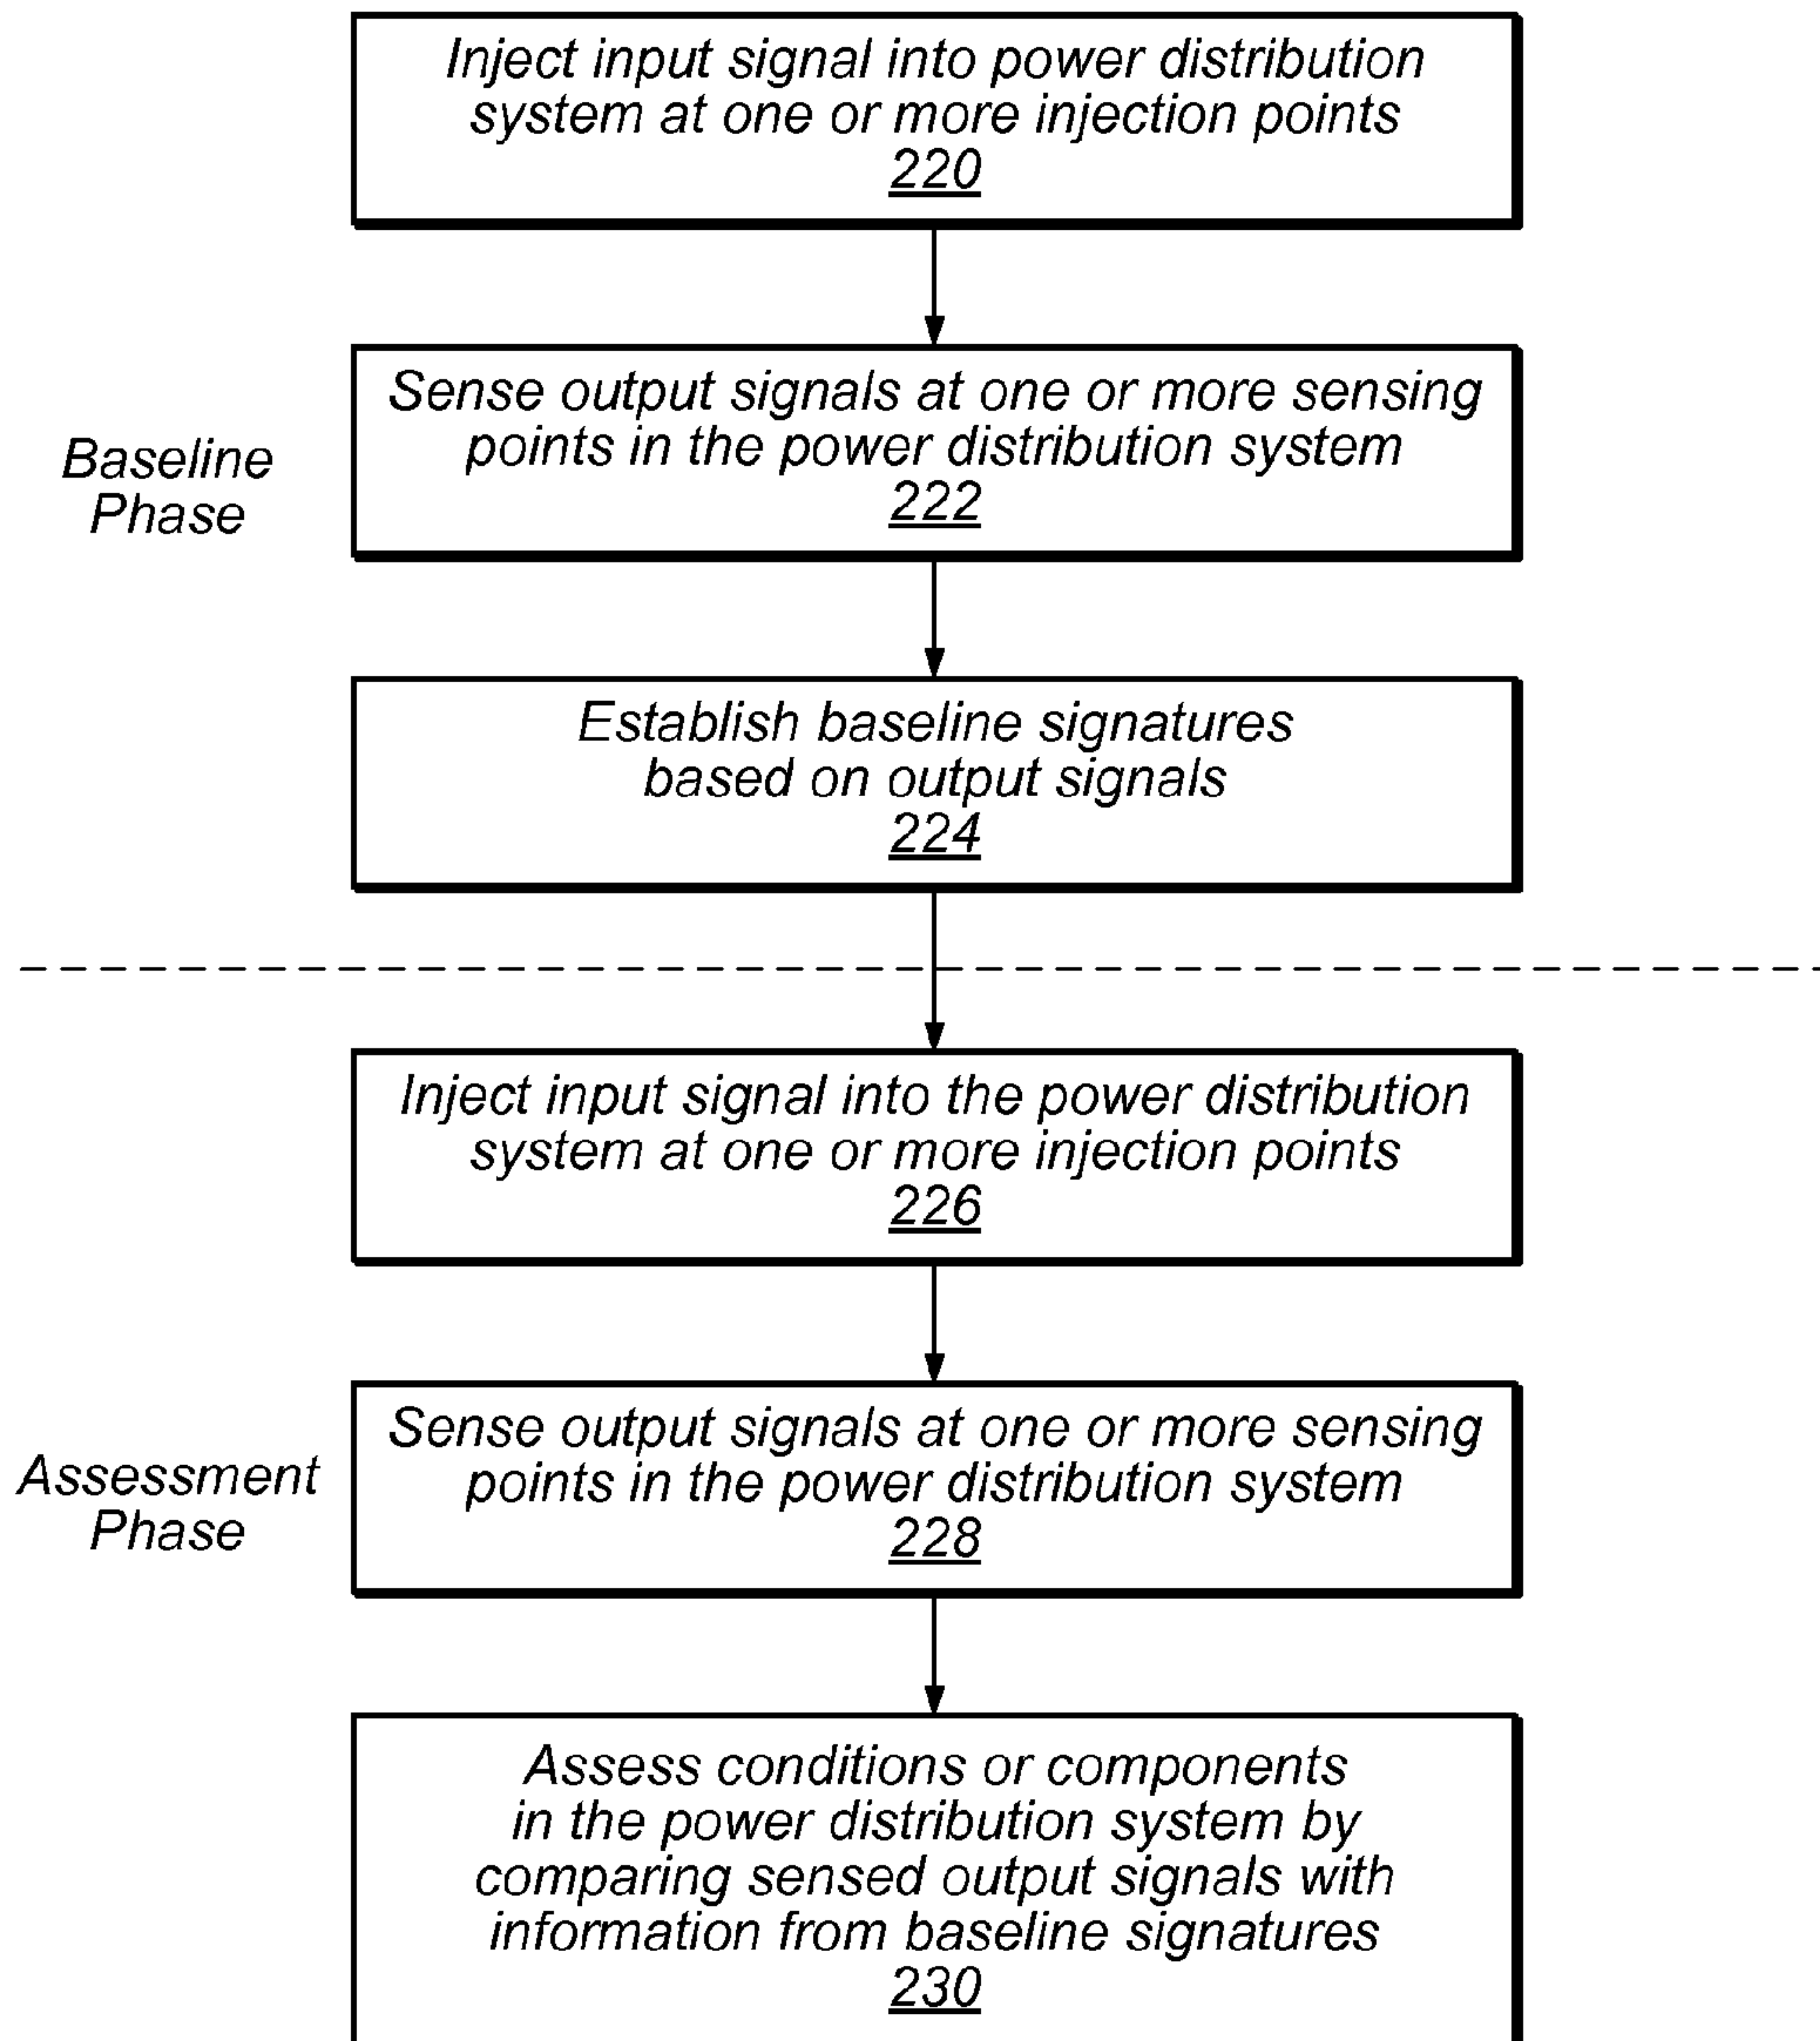 Inject input signal into power distribution
system at one or more injection points
220
Sense output signals at one or more sensing
points in the power distribution system
222
Baseline
Phase
Establish baseline signatures
based on output signals
224
Inject input signal into the power distribution
system at one or more injection points
226
Sense output signals at one or more sensing
points in the power distribution system
228
Assessment
Phase
Assess conditions or components
in the power distribution system by
comparing sensed output signals with
information from baseline signatures
230